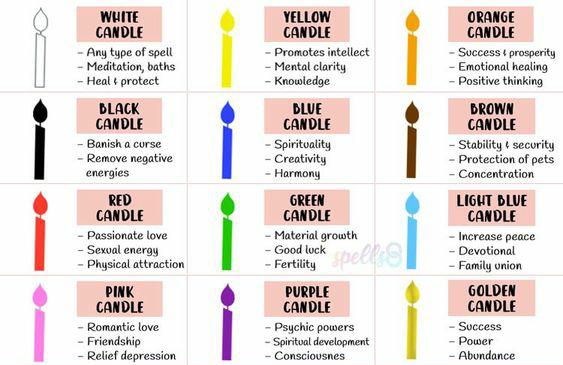 WHITE
CANDLE
- Any type of spell
- Meditation, baths
- Heal & protect
YELLOW
CANDLE
- Promotes intellect
- Mental clarity
- Knowledge
ORANGE
CANDLE
- Success & prosperity
- Emotional healing
- Positive thinking
BLACK
CANDLE
- Banish a curse
- Remove negative
energies
BLUE
CANDLE
- Spirituality
- Creativity
- Harmony
BROWN
CANDLE
- Stability & security
- Protection of pets
- Concentration
RED
CANDLE
- Passionate love
- Sexual energy
- Physical attraction
GREEN
CANDLE
- Material growth
- Good luck
- Fertility
spells8
LIGHT BLUE
CANDLE
- Increase peace
- Devotional
- Family union
PINK
CANDLE
- Romantic love
- Friendship
- Relief depression
PURPLE
CANDLE
- Psychic powers
- Spiritual development
- Consciousnes
GOLDEN
CANDLE
- Success
- Power
- Abundance